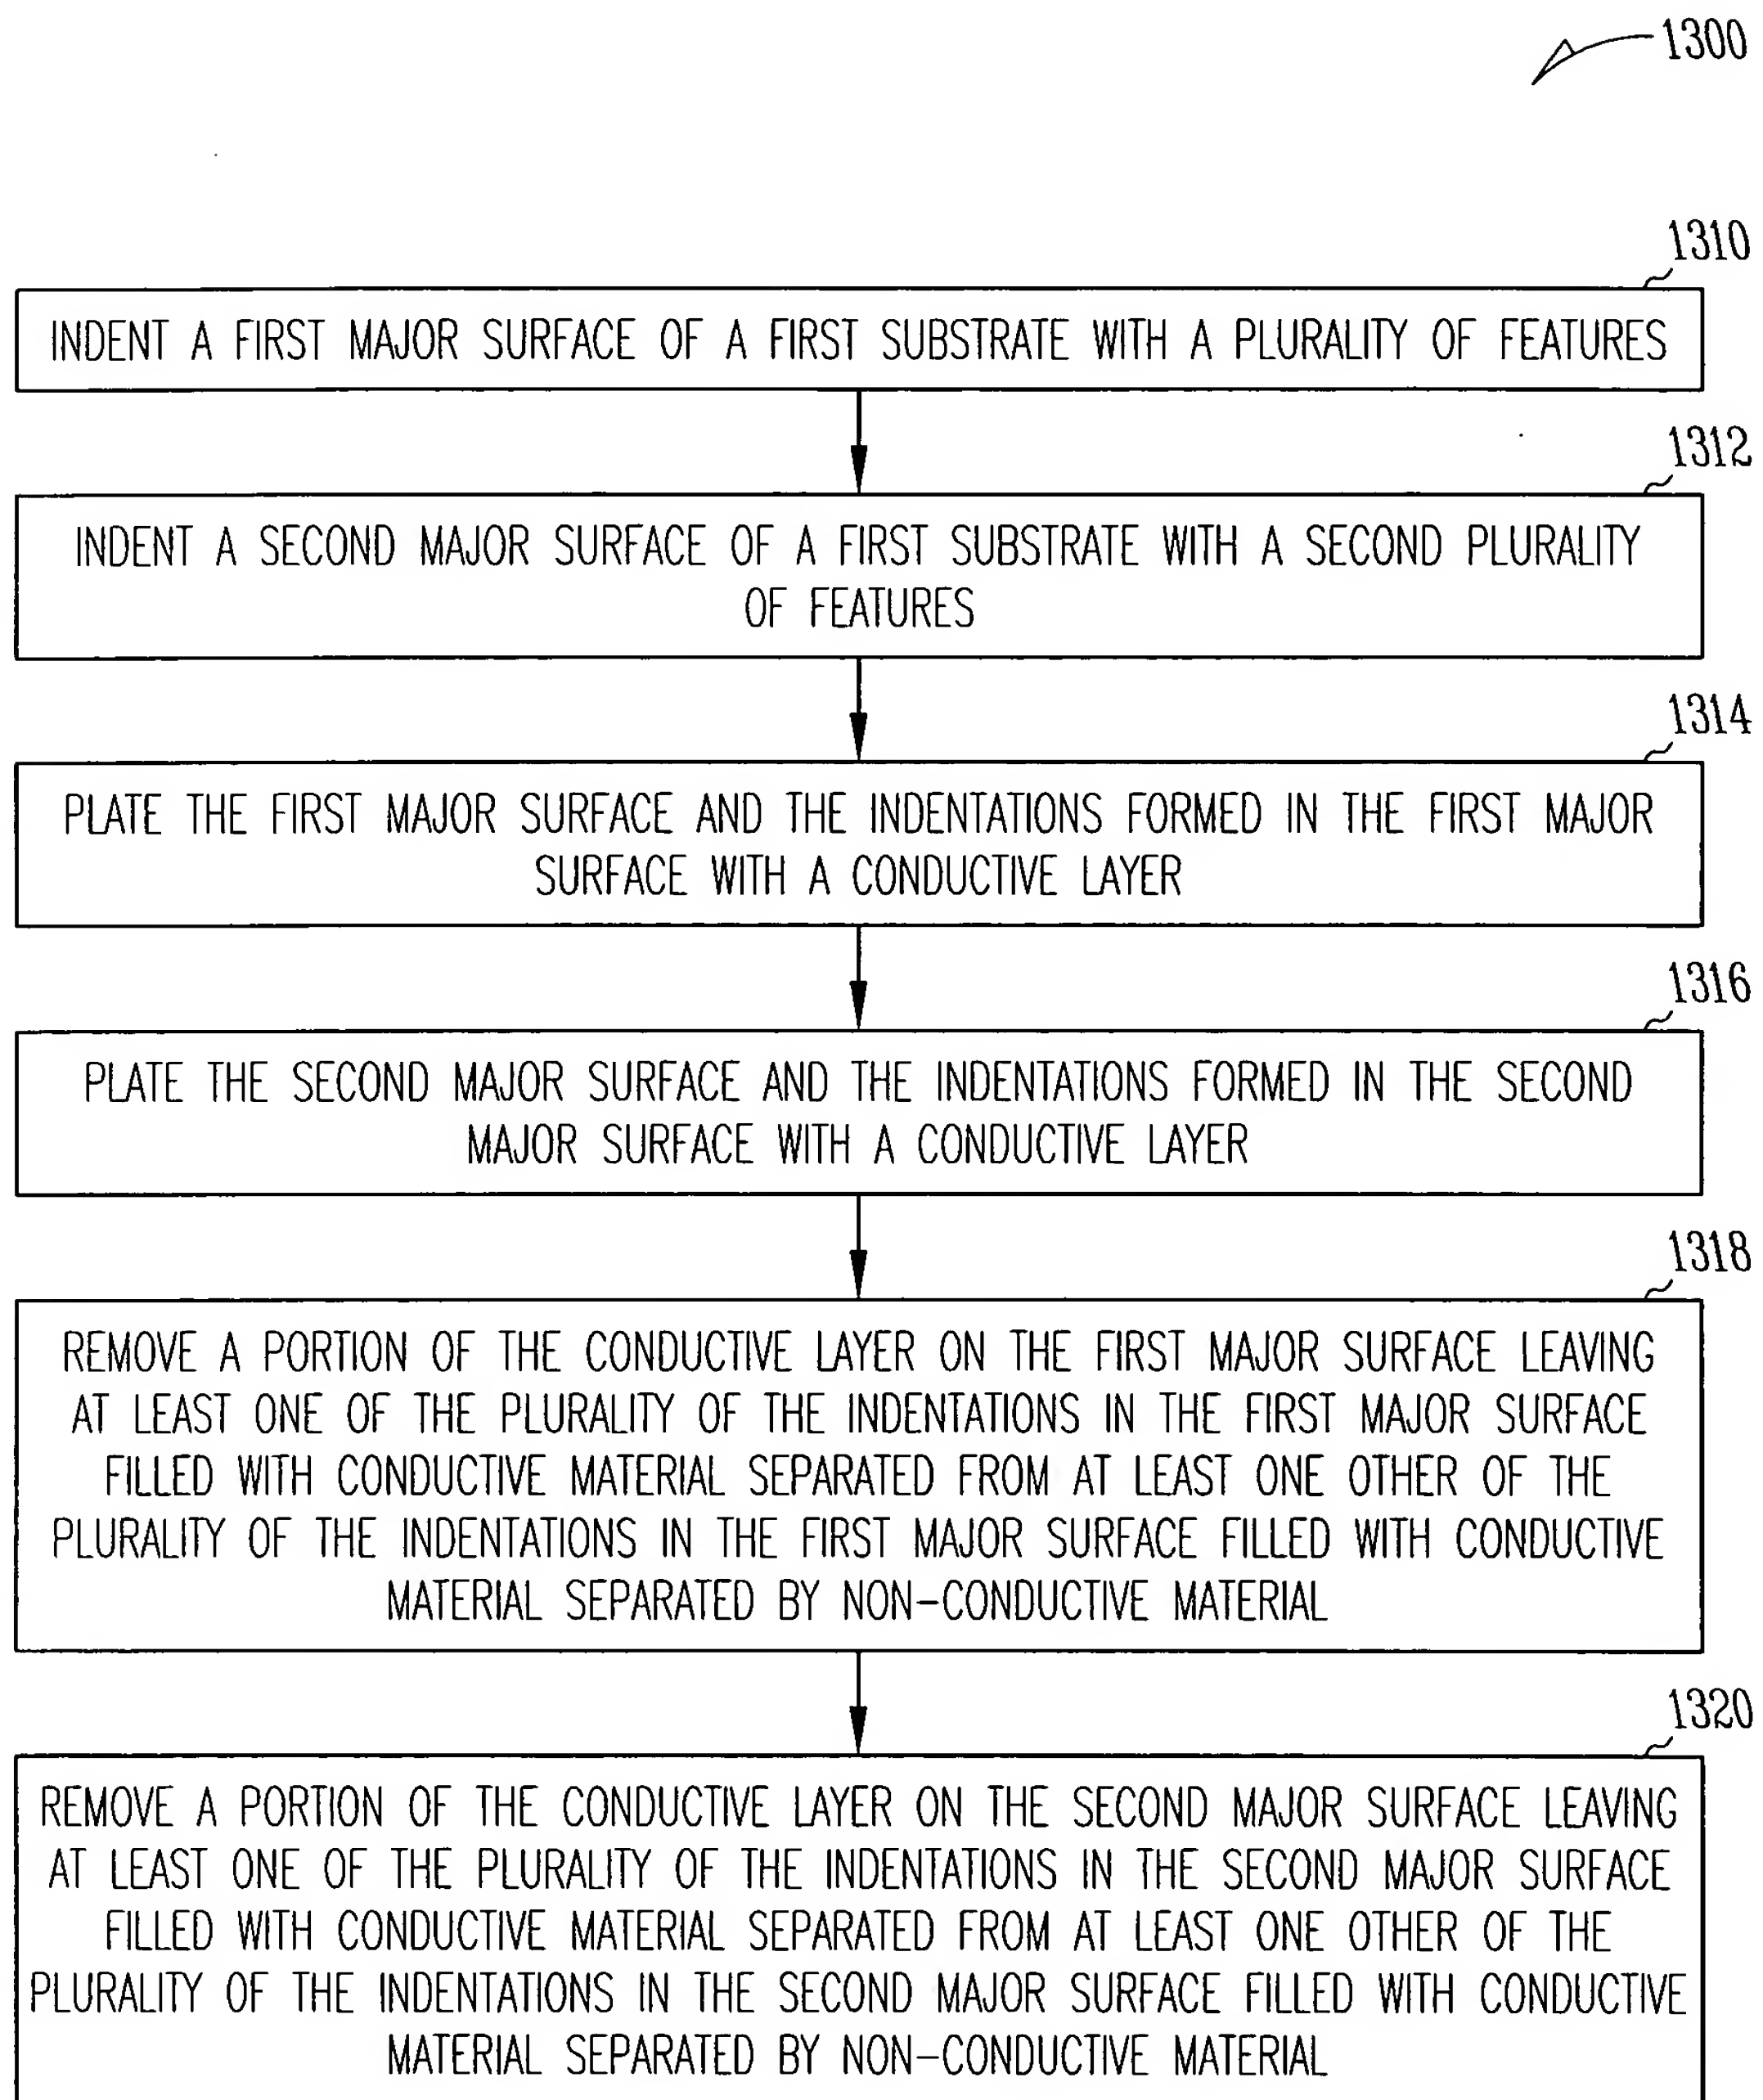 1300
1310
INDENT A FIRST MAJOR SURFACE OF A FIRST SUBSTRATE WITH A PLURALITY OF FEATURES
1312
INDENT A SECOND MAJOR SURFACE OF A FIRST SUBSTRATE WITH A SECOND PLURALITY
OF FEATURES
1314
PLATE THE FIRST MAJOR SURFACE AND THE INDENTATIONS FORMED IN THE FIRST MAJOR
SURFACE WITH A CONDUCTIVE LAYER
1316
PLATE THE SECOND MAJOR SURFACE AND THE INDENTATIONS FORMED IN THE SECOND
MAJOR SURFACE WITH A CONDUCTIVE LAYER
1318
REMOVE A PORTION OF THE CONDUCTIVE LAYER ON THE FIRST MAJOR SURFACE LEAVING
AT LEAST ONE OF THE PLURALITY OF THE INDENTATIONS IN THE FIRST MAJOR SURFACE
FILLED WITH CONDUCTIVE MATERIAL SEPARATED FROM AT LEAST ONE OTHER OF THE
PLURALITY OF THE INDENTATIONS IN THE FIRST MAJOR SURFACE FILLED WITH CONDUCTIVE
MATERIAL SEPARATED BY NON-CONDUCTIVE MATERIAL
1320
REMOVE A PORTION OF THE CONDUCTIVE LAYER ON THE SECOND MAJOR SURFACE LEAVING
AT LEAST ONE OF THE PLURALITY OF THE INDENTATIONS IN THE SECOND MAJOR SURFACE
FILLED WITH CONDUCTIVE MATERIAL SEPARATED FROM AT LEAST ONE OTHER OF THE
PLURALITY OF THE INDENTATIONS IN THE SECOND MAJOR SURFACE FILLED WITH CONDUCTIVE
MATERIAL SEPARATED BY NON-CONDUCTIVE MATERIAL